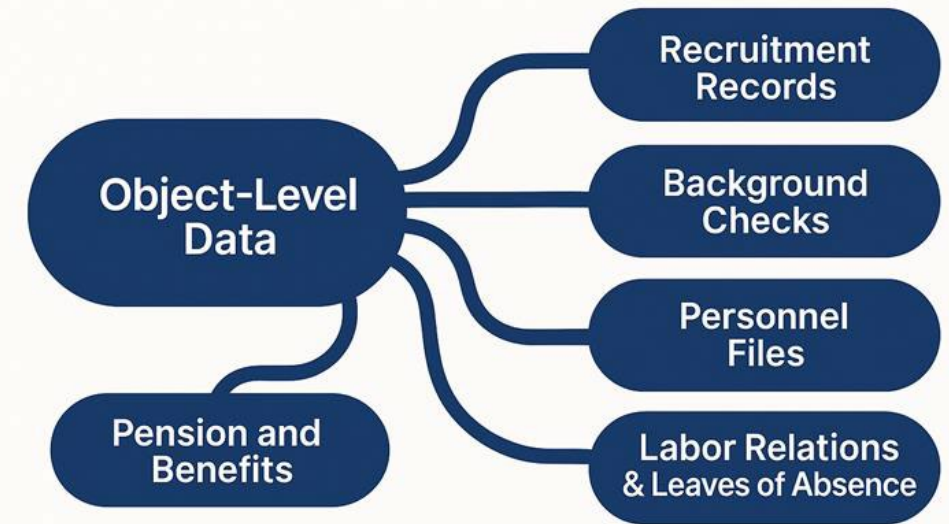 Object-Level
Data
Recruitment
Records
Background
Checks
Personnel
Files
Labor Relations
& Leaves of Absence
Pension and
Benefits